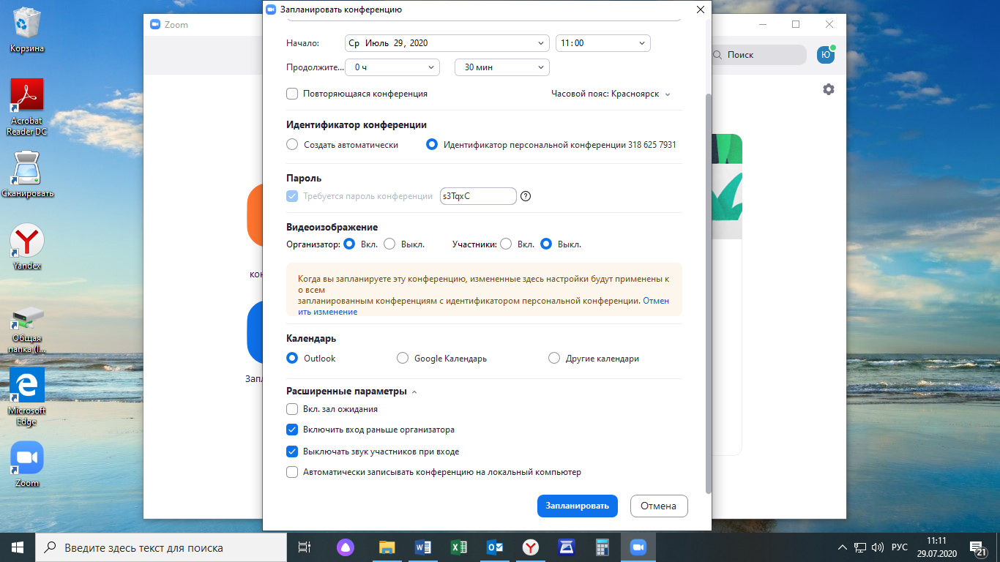 Запланировать конференцию
Zoom
Корзина
Начало:
Ср Июль 29, 2020
11:00
Поиск
Ю
Продолжите...
0 ч
30 мин
Повторяющаяся конференция
Часовой пояс: Красноярск
Acrobat
Reader DC
Идентификатор конференции
Создать автоматически
Идентификатор персональной конференции 318 625 7931
Пароль
Требуется пароль конференции
s3TqxC
?
Сканировать
Видеоизображение
Организатор:
Вкл.
Выкл.
Участники:
Вкл.
Выкл.
Yandex
кон
Когда вы запланируете эту конференцию, измененные здесь настройки будут применены к
о всем
запланированным конференциям с идентификатором персональной конференции. Отмен
ить изменение
Общая
папка (I...
Календарь
Outlook
Google Календарь
Другие календари
Запл
Расширенные параметры
Вкл. зал ожидания
Включить вход раньше организатора
Выключать звук участников при входе
Автоматически записывать конференцию на локальный компьютер
Microsoft
Edge
Zoom
Запланировать
Отмена
Введите здесь текст для поиска
РУС
11:11
29.07.2020
21